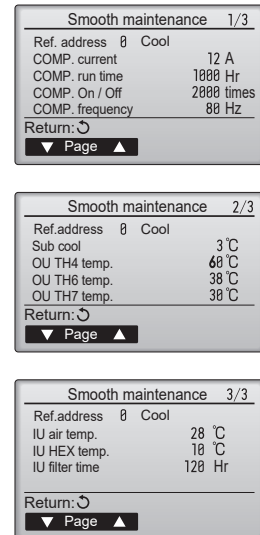 Smooth maintenance 1/3
Ref. address 0 Cool
COMP. current 12 A
COMP. run time 1000 Hr
COMP. On / Off 2000 times
COMP. frequency 80 Hz
Return:
▼ Page ▲
Smooth maintenance 2/3
Ref.address 0 Cool
Sub cool 3℃
OU TH4 temp. 60℃
OU TH6 temp. 38℃
OU TH7 temp. 30℃
Return:
▼ Page ▲
Smooth maintenance 3/3
Ref.address 0 Cool
IU air temp. 28 ℃
IU HEX temp. 10 ℃
IU filter time 120 Hr
Return:
▼ Page ▲